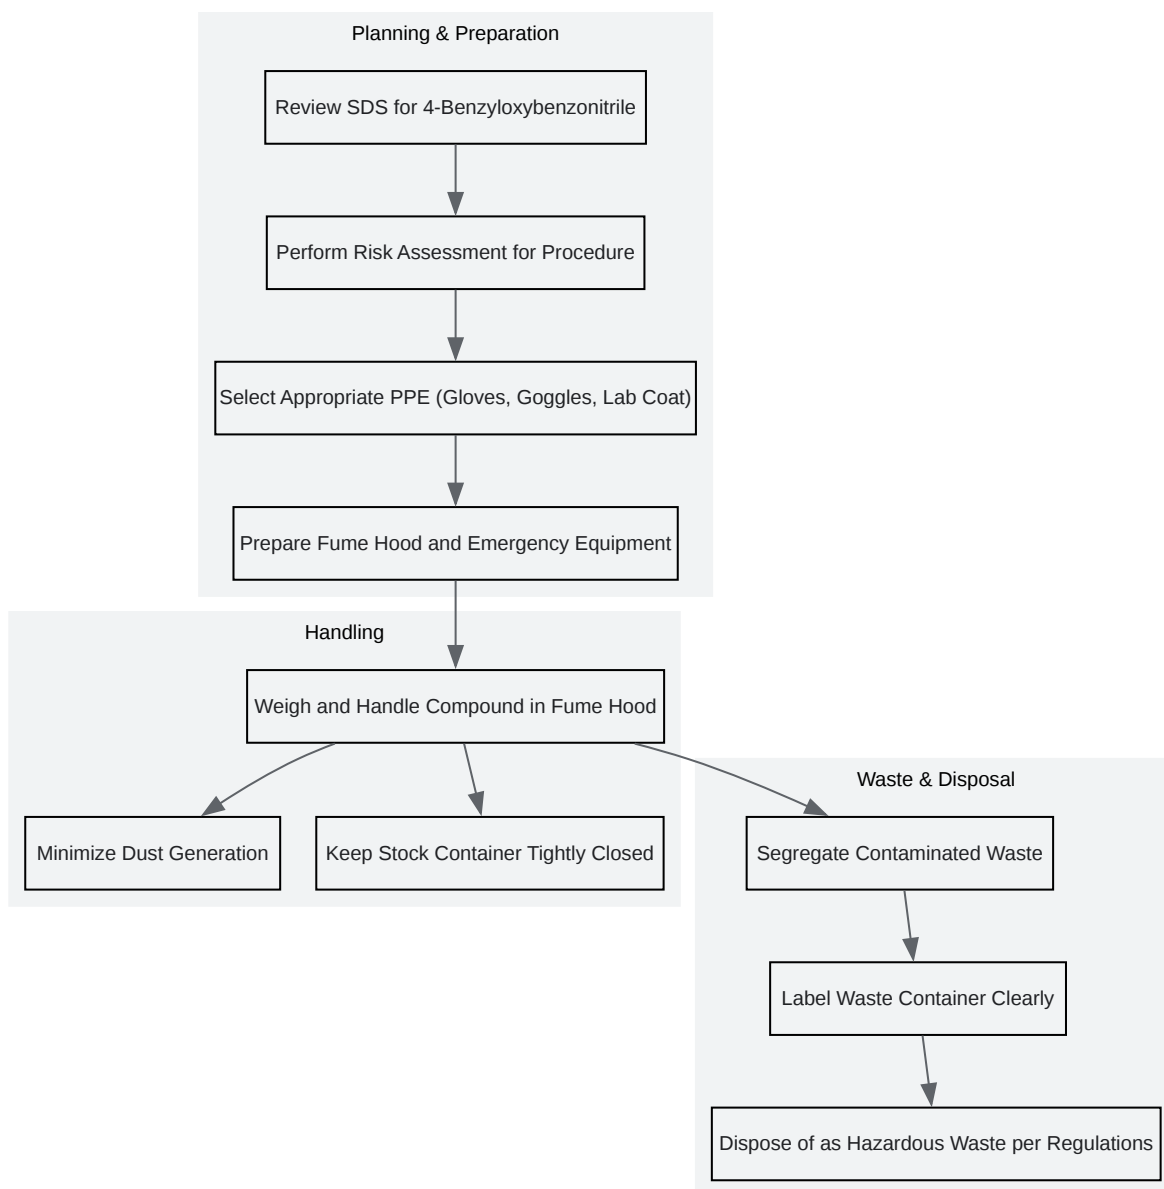 Planning & Preparation
Review SDS for 4-Benzyloxybenzonitrile
Perform Risk Assessment for Procedure
Select Appropriate PPE (Gloves, Goggles, Lab Coat)
Prepare Fume Hood and Emergency Equipment
Handling
Weigh and Handle Compound in Fume Hood
Minimize Dust Generation
Keep Stock Container Tightly Closed
Waste & Disposal
Segregate Contaminated Waste
Label Waste Container Clearly
Dispose of as Hazardous Waste per Regulations